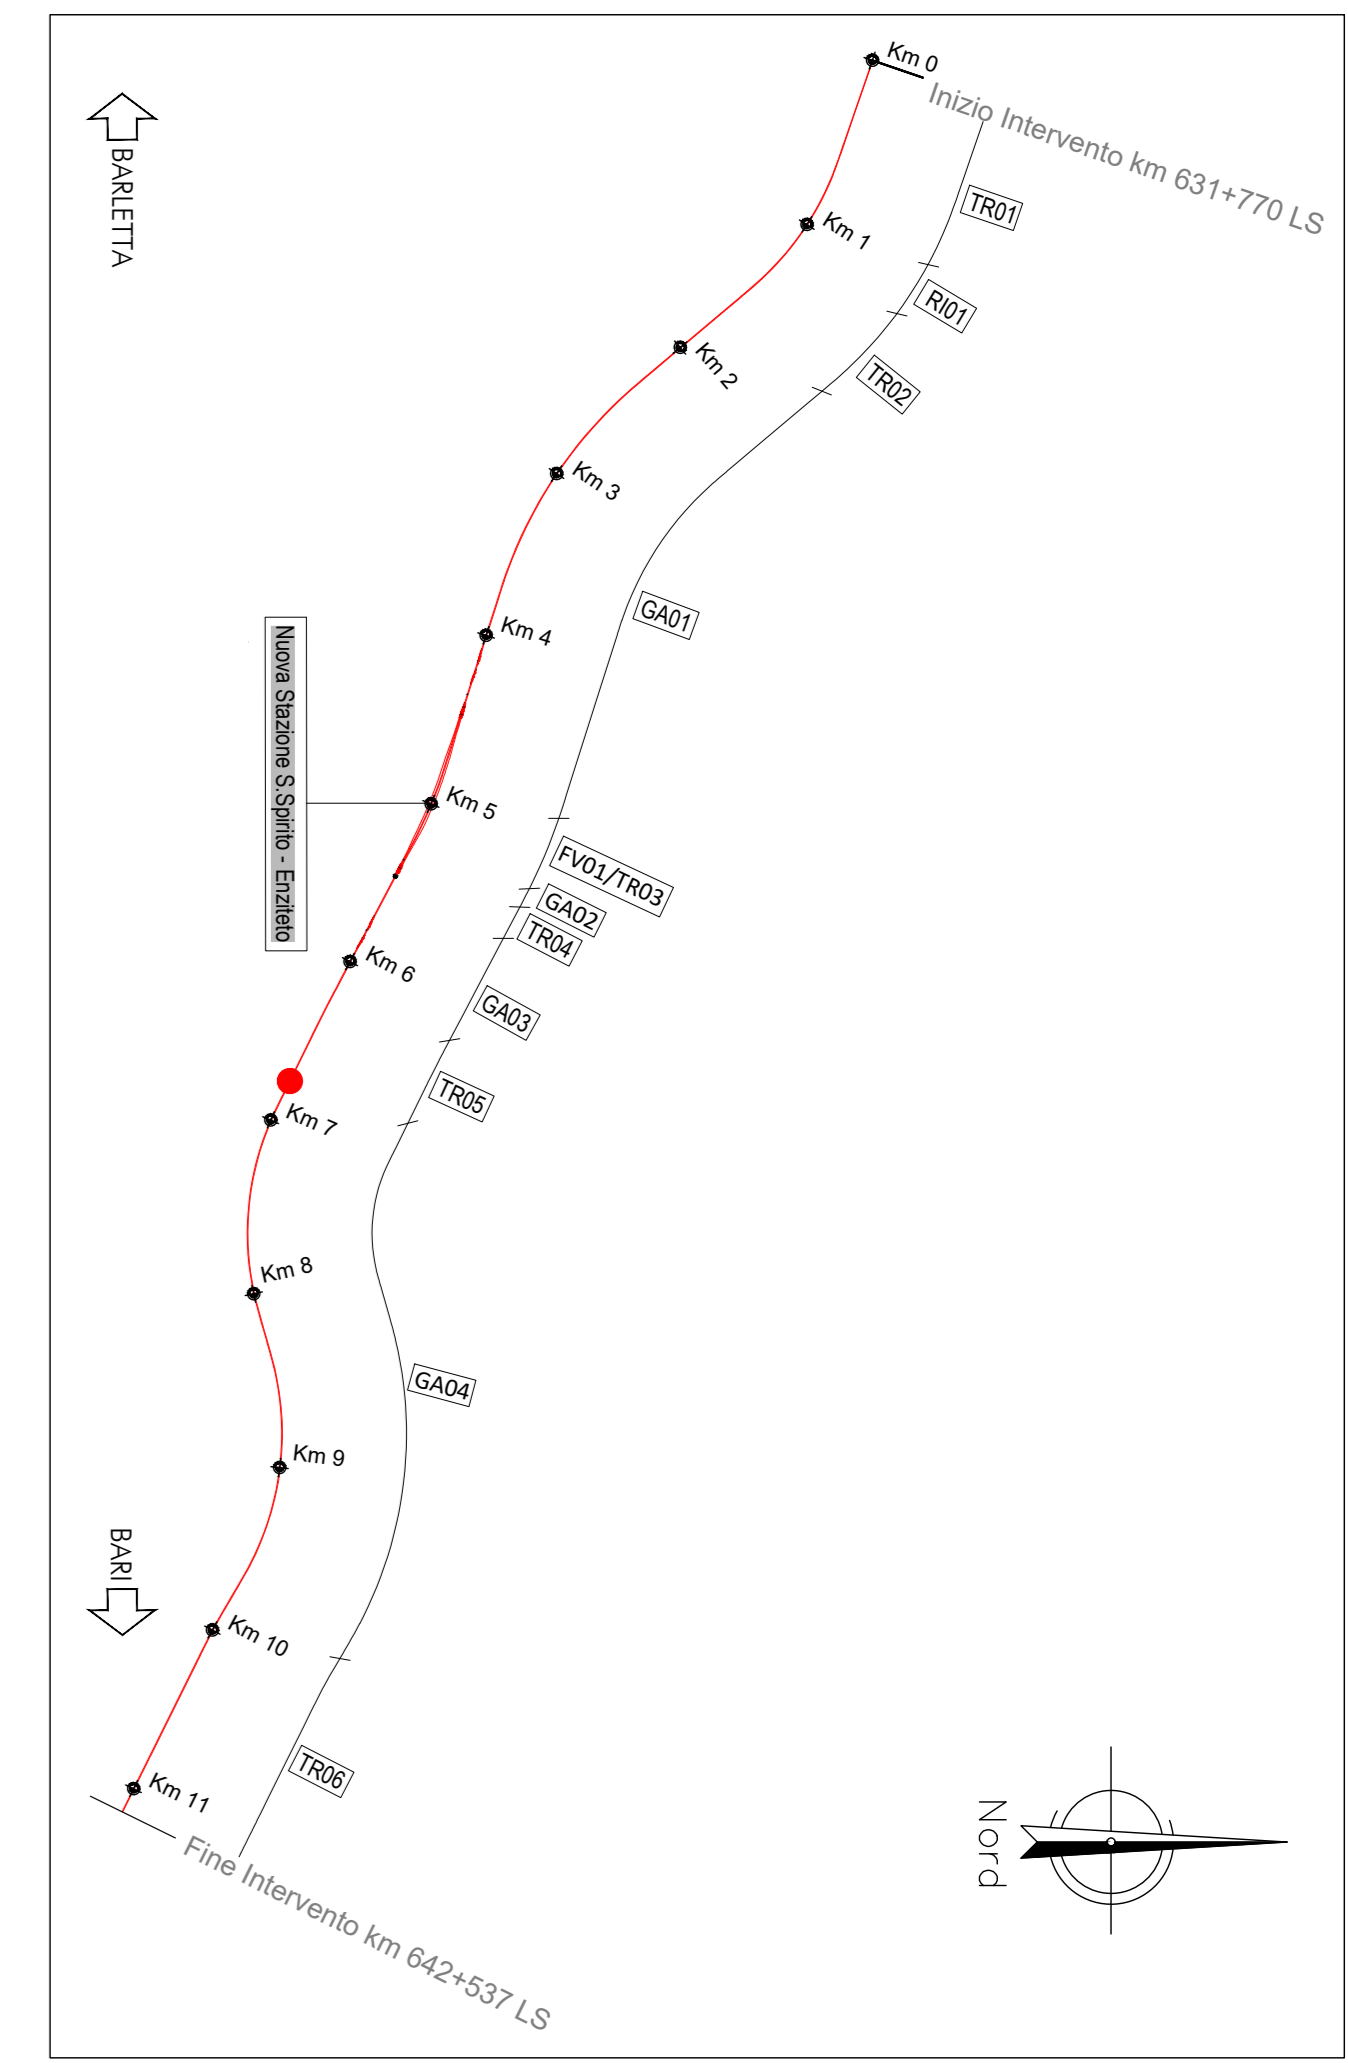 Km 0
Inizio Intervento km 631+770 LS
BARLETTA
TR01
Km 1
RI01
Km 2
TR02
Km 3
GA01
Km 4
Nuova Stazione S.Spirito - Enziteto
Km 5
FV01/TR03
GA02
TR04
Km 6
GA03
TR05
Km 7
Km 8
GA04
Km 9
BARI
Km 10
TR06
Km 11
Fine Intervento km 642+537 LS
Nord